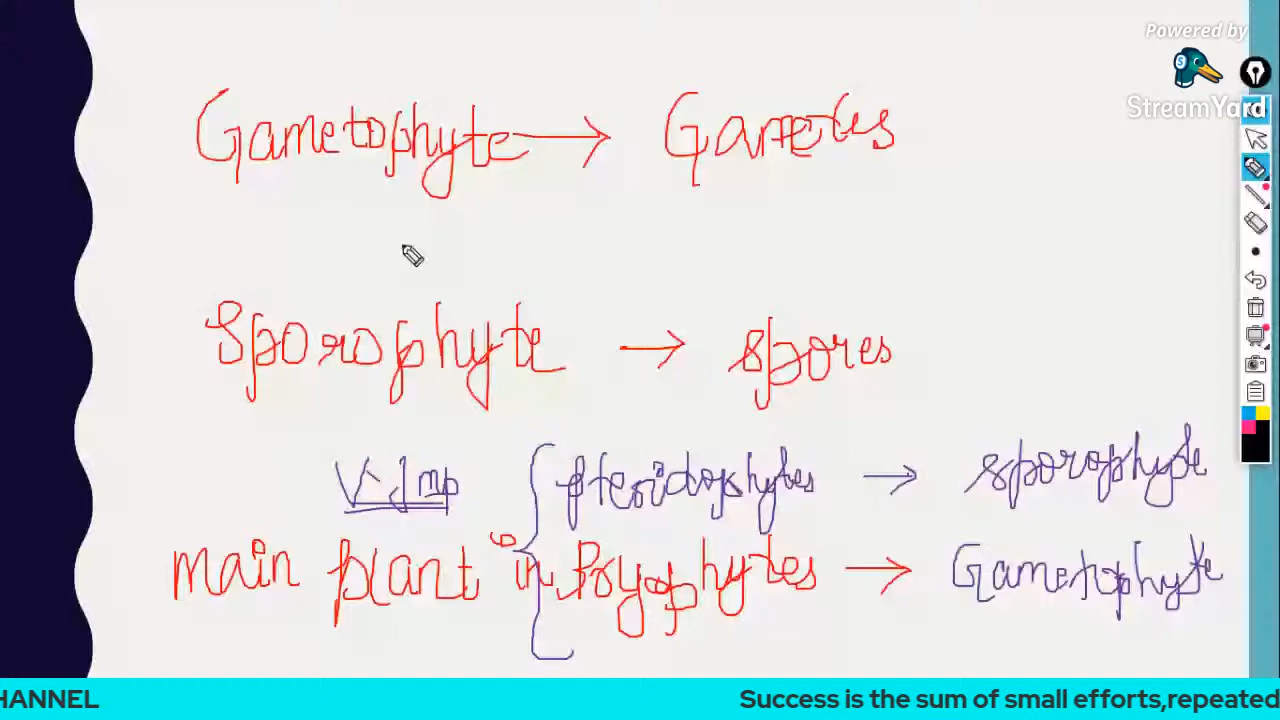 Powered by
StreamYard
Gametophyte → Gametes
Sporophyte → spores
V. Imp
pteridophytes → sporophyte
main plant in Bryophytes → Gametophyte
HANNEL
Success is the sum of small efforts,repeated